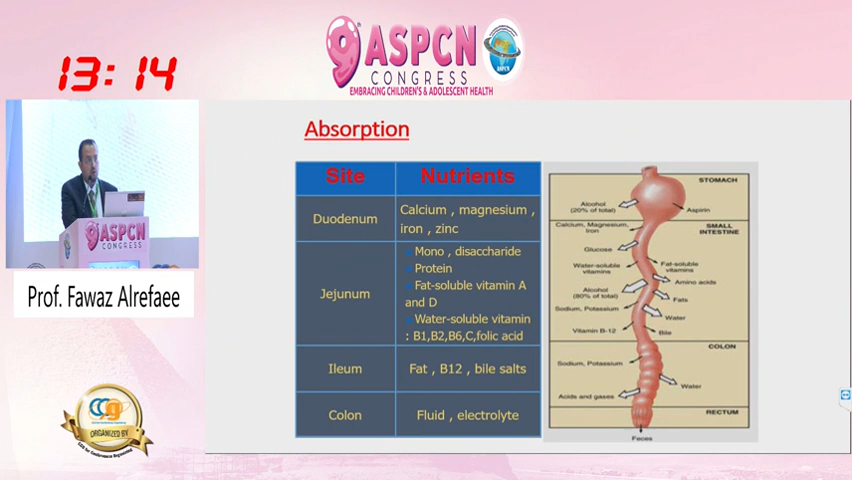 13:14
9 ASPCN
CONGRESS
EMBRACING CHILDREN'S & ADOLESCENT HEALTH
ASPCN
CONGRESS
Prof. Fawaz Alrefaee
ORGANIZED BY
Absorption
Site Nutrients
Duodenum
Calcium , magnesium ,
iron , zinc
Jejunum
Mono , disaccharide
Protein
Fat-soluble vitamin A
and D
Water-soluble vitamin
: B1,B2,B6,C,folic acid
Ileum
Fat , B12 , bile salts
Colon
Fluid , electrolyte
STOMACH
Alcohol
(20% of total)
Aspirin
Calcium, Magnesium,
Iron
SMALL
INTESTINE
Glucose
Water-soluble
vitamins
Fat-soluble
vitamins
Amino acids
Alcohol
(80% of total)
Fats
Sodium, Potassium
Water
Vitamin B-12
Bile
COLON
Sodium, Potassium
Water
Acids and gases
RECTUM
Feces